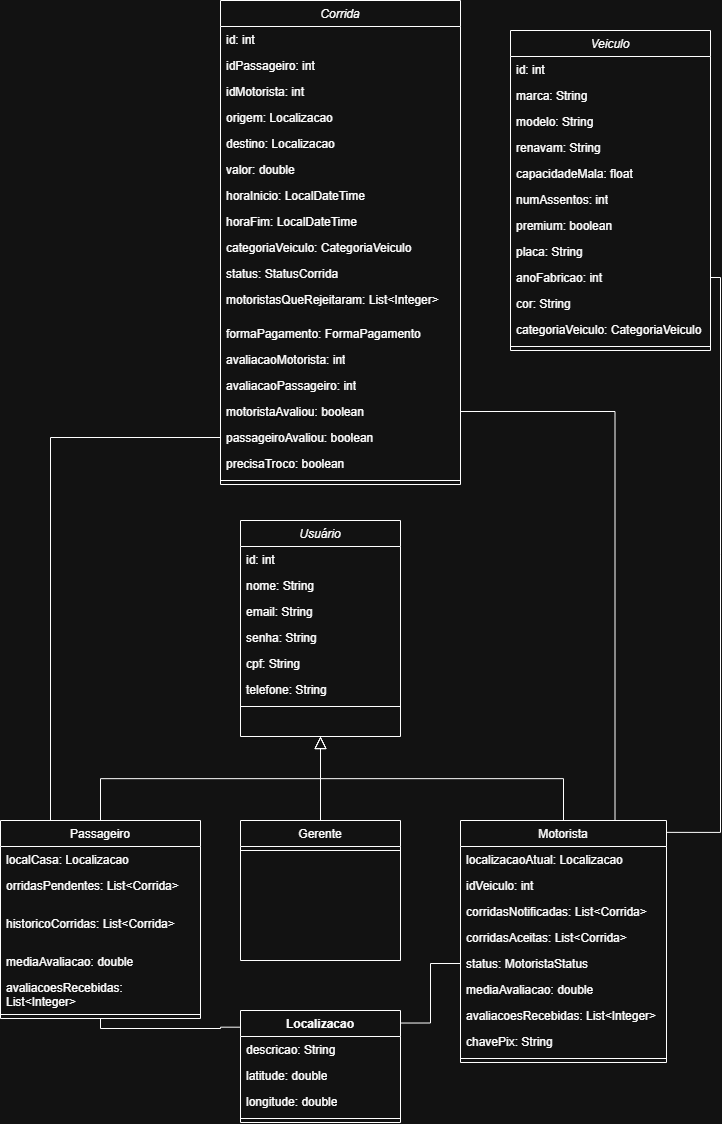 Corrida
id: int
idPassageiro: int
idMotorista: int
origem: Localizacao
destino: Localizacao
valor: double
horaInicio: LocalDateTime
horaFim: LocalDateTime
categoriaVeiculo: CategoriaVeiculo
status: StatusCorrida
motoristasQueRejeitaram: List<Integer>
formaPagamento: FormaPagamento
avaliacaoMotorista: int
avaliacaoPassageiro: int
motoristaAvaliou: boolean
passageiroAvaliou: boolean
precisaTroco: boolean
Veiculo
id: int
marca: String
modelo: String
renavam: String
capacidadeMala: float
numAssentos: int
premium: boolean
placa: String
anoFabricao: int
cor: String
categoriaVeiculo: CategoriaVeiculo
Usuário
id: int
nome: String
email: String
senha: String
cpf: String
telefone: String
Passageiro
localCasa: Localizacao
orridasPendentes: List<Corrida>
historicoCorridas: List<Corrida>
mediaAvaliacao: double
avaliacoesRecebidas:
List<Integer>
Gerente
Motorista
localizacaoAtual: Localizacao
idVeiculo: int
corridasNotificadas: List<Corrida>
corridasAceitas: List<Corrida>
status: MotoristaStatus
mediaAvaliacao: double
avaliacoesRecebidas: List<Integer>
chavePix: String
Localizacao
descricao: String
latitude: double
longitude: double